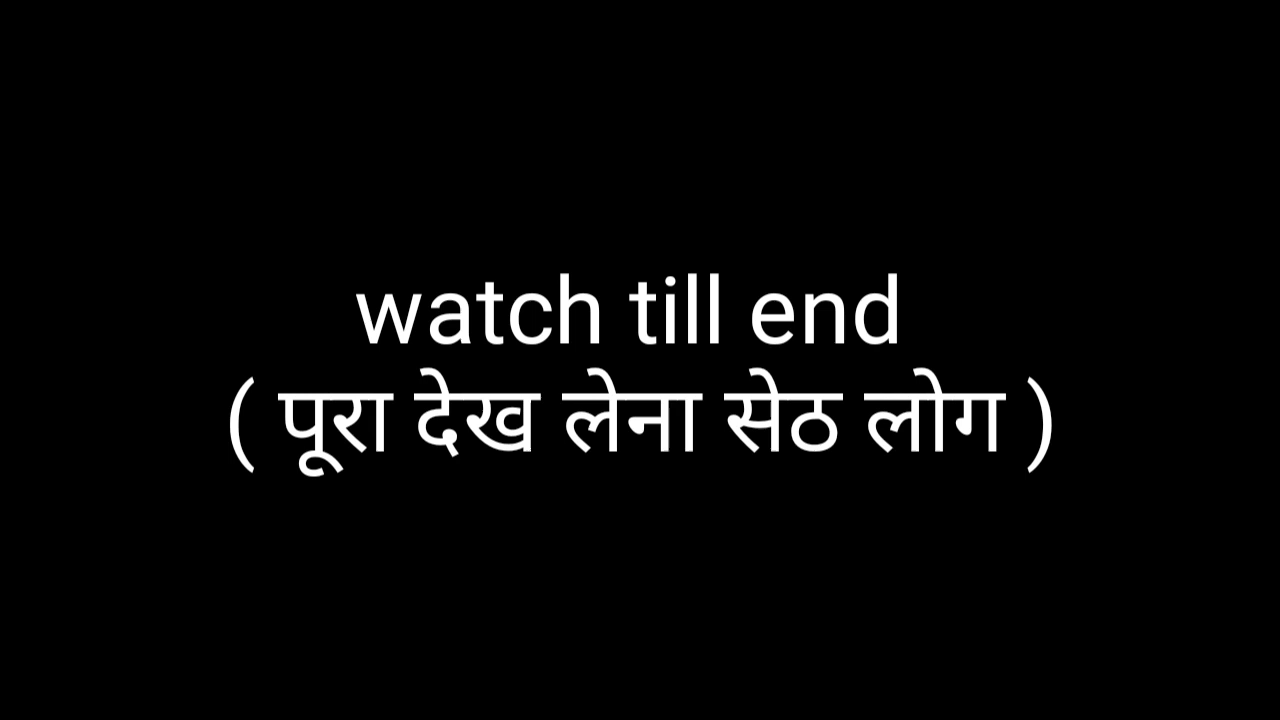 watch till end
( पूरा देख लेना सेठ लोग )